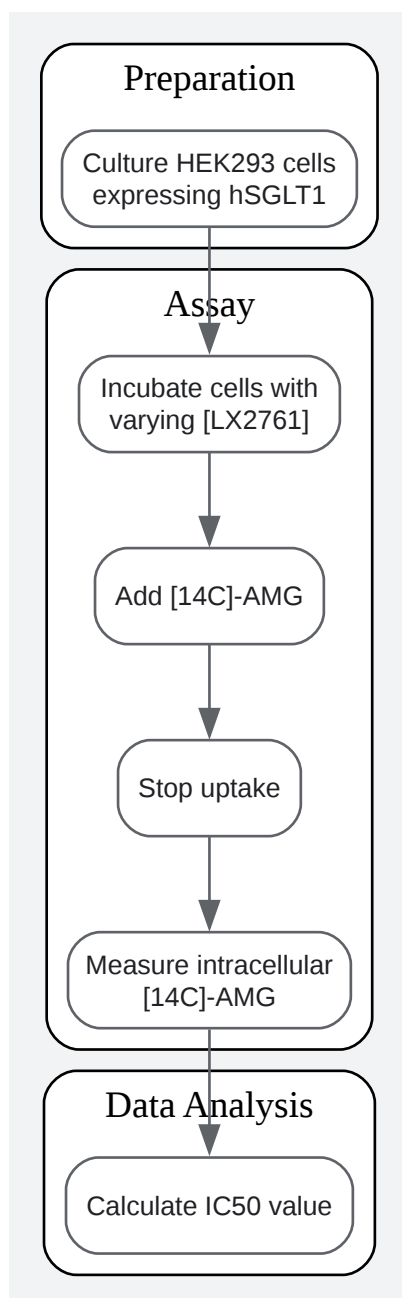 Preparation
Culture HEK293 cells
expressing hSGLT1
Assay
Incubate cells with
varying [LX2761]
Add [14C]-AMG
Stop uptake
Measure intracellular
[14C]-AMG
Data Analysis
Calculate IC50 value